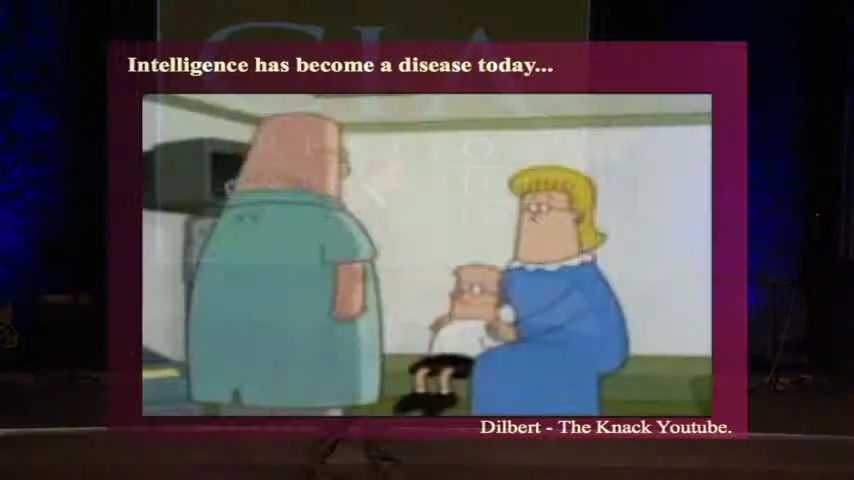 Intelligence has become a disease today...
Dilbert - The Knack Youtube.